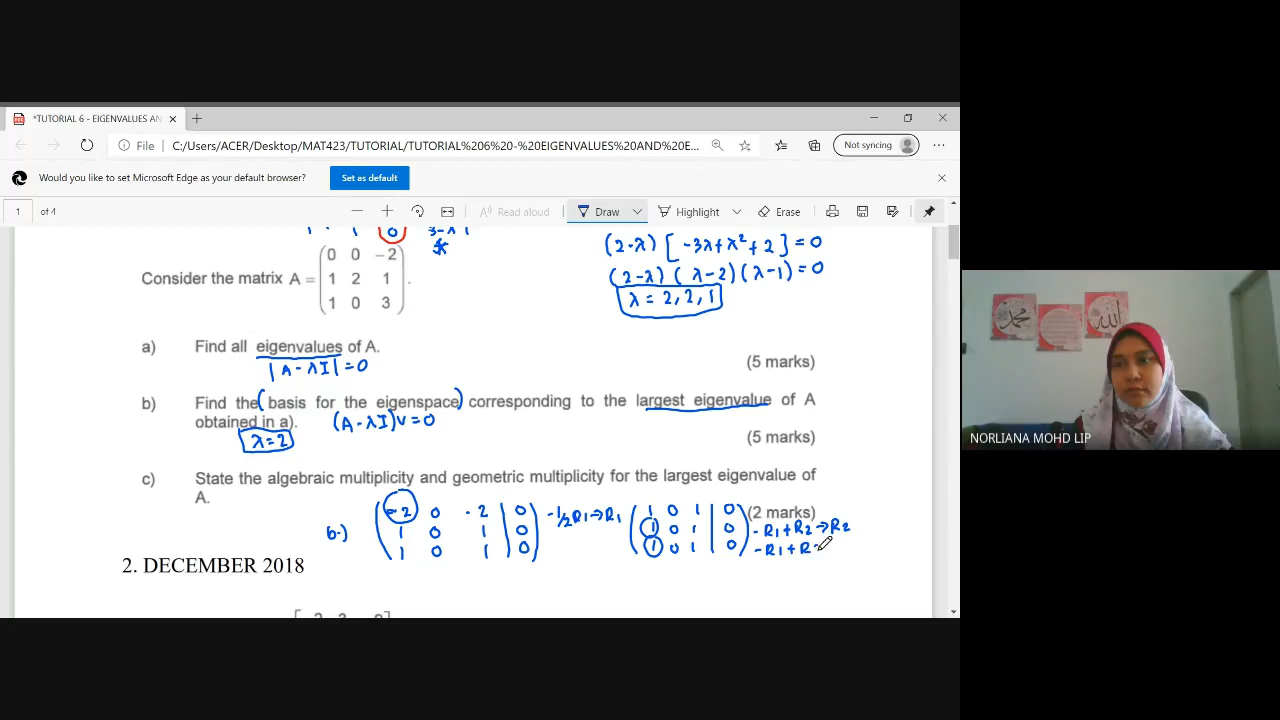 *TUTORIAL 6 - EIGENVALUES AN
File C:/Users/ACER/Desktop/MAT423/TUTORIAL/TUTORIAL%206%20-%20EIGENVALUES%20AND%20E...
Not syncing
Would you like to set Microsoft Edge as your default browser? Set as default
1 of 4
Read aloud Draw Highlight Erase
1 0 3-λ
(2-λ) [ -3λ+λ²+2 ] = 0
(2-λ) (λ-2) (λ-1) = 0
λ = 2, 2, 1
Consider the matrix A =
0 0 −2
1 2 1
1 0 3
.
a) Find all eigenvalues of A.
(5 marks)
|A - λI| = 0
b) Find the ( basis for the eigenspace ) corresponding to the largest eigenvalue of A
obtained in a). (A - λI)v = 0
(5 marks)
λ = 2
c) State the algebraic multiplicity and geometric multiplicity for the largest eigenvalue of
A.
(2 marks)
b.)
-2 0 -2 | 0
1 0 1 | 0
1 0 1 | 0
-1/2 R1 → R1
1 0 1 | 0
1 0 1 | 0 -R1 + R2 → R2
1 0 1 | 0 -R1 + R
2. DECEMBER 2018
NORLIANA MOHD LIP